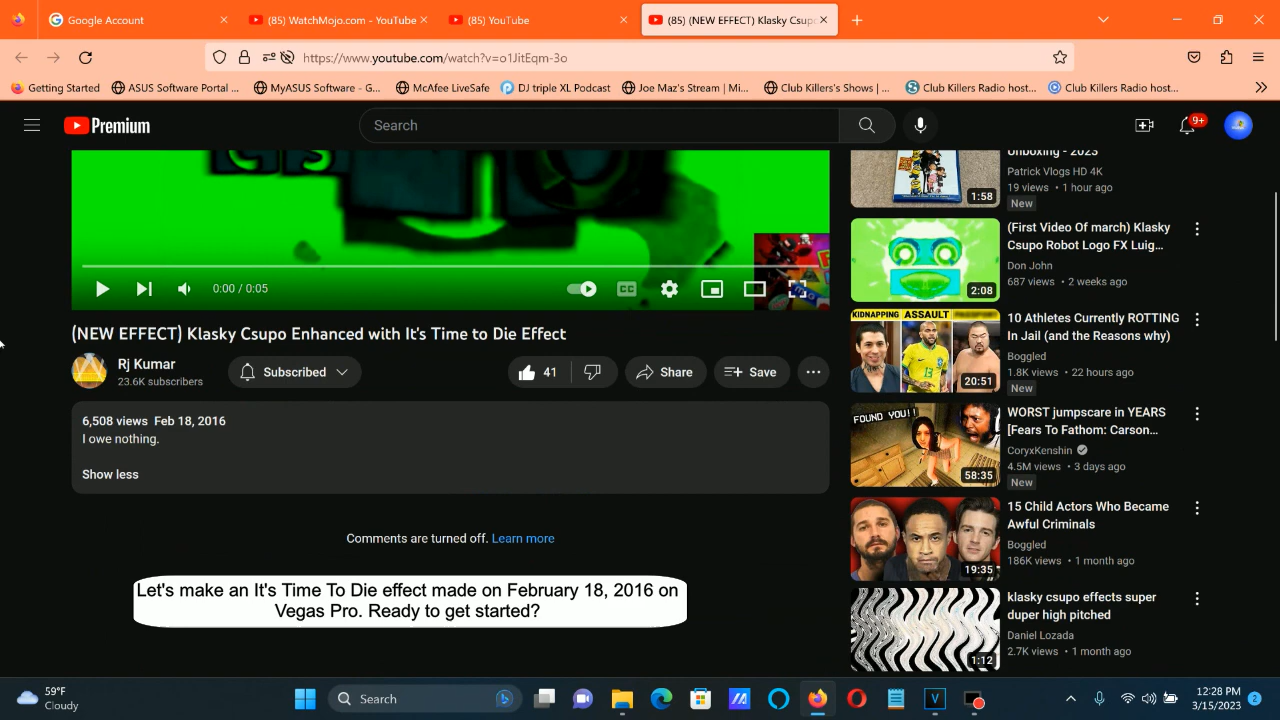 Google Account
(85) WatchMojo.com - YouTube
(85) YouTube
(85) (NEW EFFECT) Klasky Csup
https://www.youtube.com/watch?v=o1JitEqm-3o
Getting Started
ASUS Software Portal ...
MyASUS Software - G...
McAfee LiveSafe
DJ triple XL Podcast
Joe Maz's Stream | Mi...
Club Killers's Shows | ...
Club Killers Radio host...
Club Killers Radio host...
Premium
Search
9+
0:00 / 0:05
CC
(NEW EFFECT) Klasky Csupo Enhanced with It's Time to Die Effect
Rj Kumar
23.6K subscribers
Subscribed
41
Share
Save
6,508 views Feb 18, 2016
I owe nothing.
Show less
Comments are turned off. Learn more
Let's make an It's Time To Die effect made on February 18, 2016 on
Vegas Pro. Ready to get started?
Unboxing - 2023
Patrick Vlogs HD 4K
19 views • 1 hour ago
New
1:58
(First Video Of march) Klasky
Csupo Robot Logo FX Luig...
Don John
687 views • 2 weeks ago
2:08
KIDNAPPING ASSAULT
10 Athletes Currently ROTTING
In Jail (and the Reasons why)
Boggled
1.8K views • 22 hours ago
New
20:51
FOUND YOU!!
WORST jumpscare in YEARS
[Fears To Fathom: Carson...
CoryxKenshin
4.5M views • 3 days ago
New
58:35
15 Child Actors Who Became
Awful Criminals
Boggled
186K views • 1 month ago
19:35
klasky csupo effects super
duper high pitched
Daniel Lozada
2.7K views • 1 month ago
1:12
59°F
Cloudy
Search
12:28 PM
3/15/2023
2